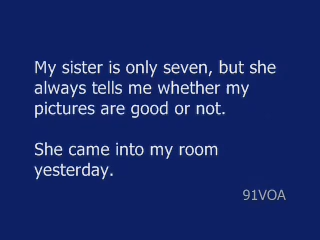 My sister is only seven, but she
always tells me whether my
pictures are good or not.
She came into my room
yesterday.
91VOA